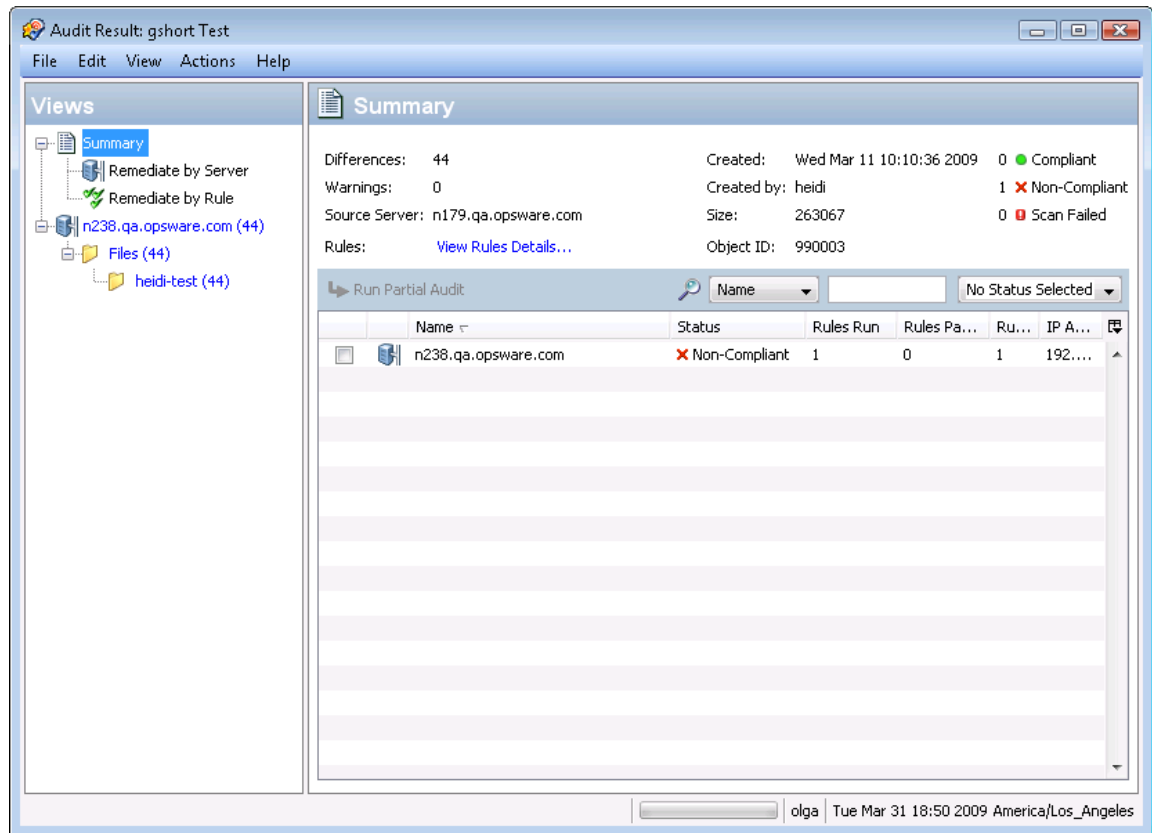 Audit Result: gshort Test
File Edit View Actions Help
Views
Summary
Remediate by Server
Remediate by Rule
n238.qa.opsware.com (44)
Files (44)
heidi-test (44)
Summary
Differences: 44 Created: Wed Mar 11 10:10:36 2009 0 Compliant
Warnings: 0 Created by: heidi 1 Non-Compliant
Source Server: n179.qa.opsware.com Size: 263067 0 Scan Failed
Rules: View Rules Details... Object ID: 990003
Run Partial Audit Name No Status Selected
Name Status Rules Run Rules Pa... Ru... IP A...
n238.qa.opsware.com Non-Compliant 1 0 1 192....
olga Tue Mar 31 18:50 2009 America/Los_Angeles